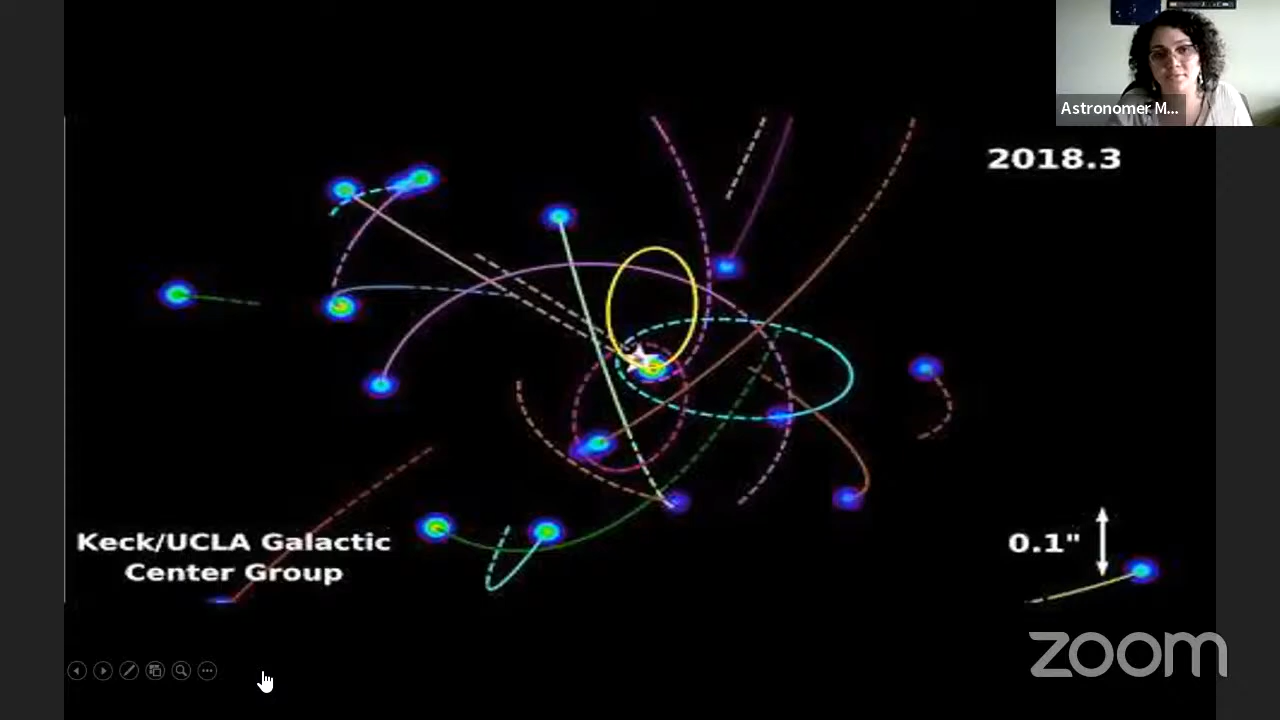 Astronomer M...
2018.3
Keck/UCLA Galactic
Center Group
0.1"
zoom